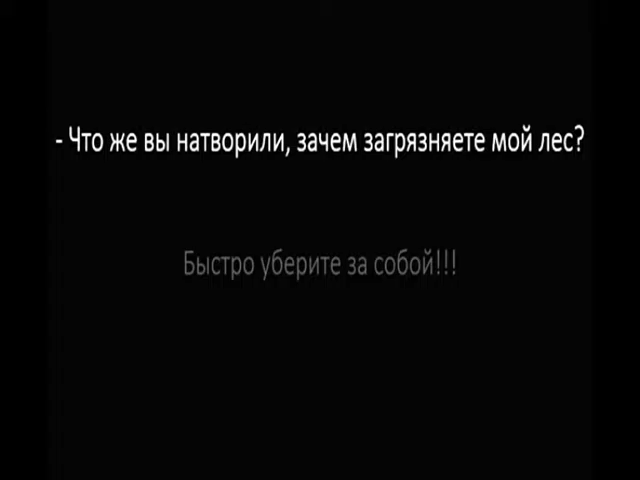 - Что же вы натворили, зачем загрязняете мой лес?
Быстро уберите за собой!!!